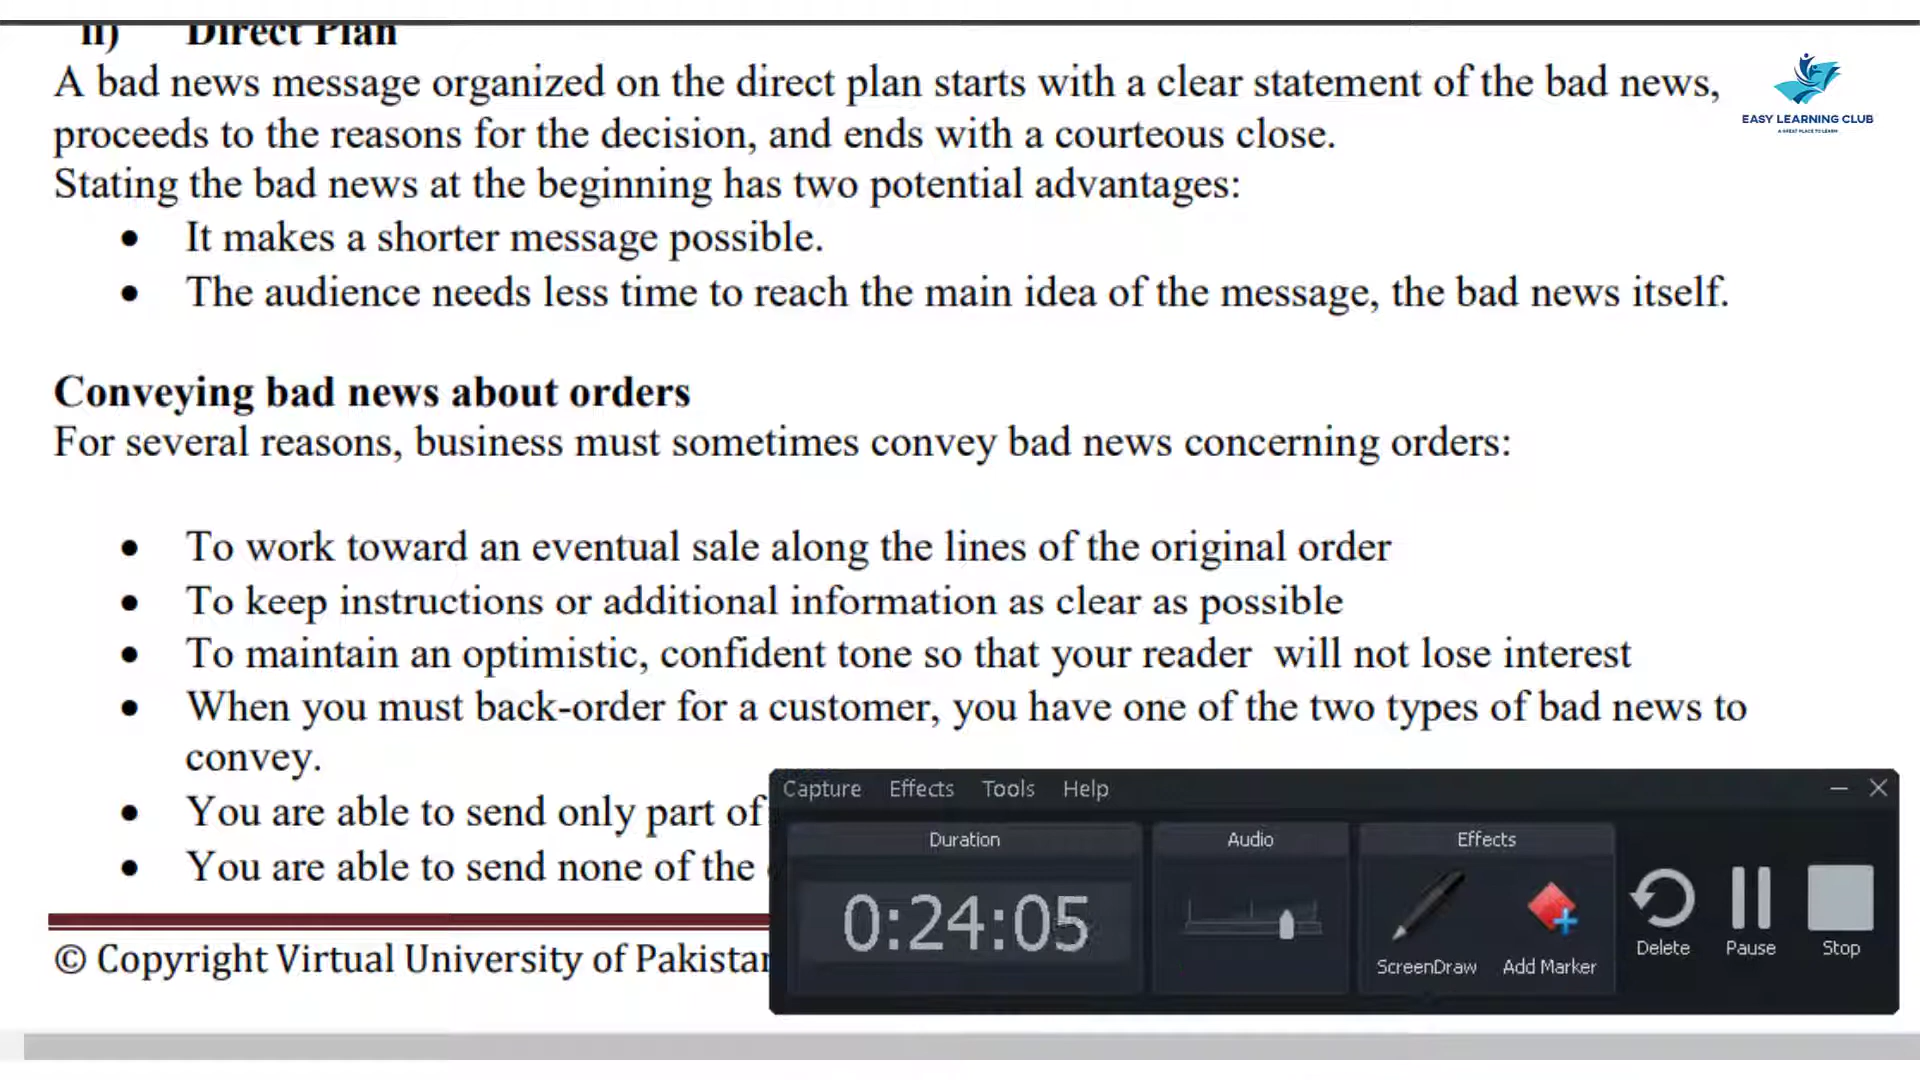 ii) Direct Plan
A bad news message organized on the direct plan starts with a clear statement of the bad news,
proceeds to the reasons for the decision, and ends with a courteous close.
Stating the bad news at the beginning has two potential advantages:
• It makes a shorter message possible.
• The audience needs less time to reach the main idea of the message, the bad news itself.
EASY LEARNING CLUB
A GREAT PLACE TO LEARN
Conveying bad news about orders
For several reasons, business must sometimes convey bad news concerning orders:
• To work toward an eventual sale along the lines of the original order
• To keep instructions or additional information as clear as possible
• To maintain an optimistic, confident tone so that your reader will not lose interest
• When you must back-order for a customer, you have one of the two types of bad news to
convey.
• You are able to send only part of
• You are able to send none of the
© Copyright Virtual University of Pakistan
Capture Effects Tools Help
Duration Audio Effects
0:24:05
ScreenDraw Add Marker
Delete Pause Stop